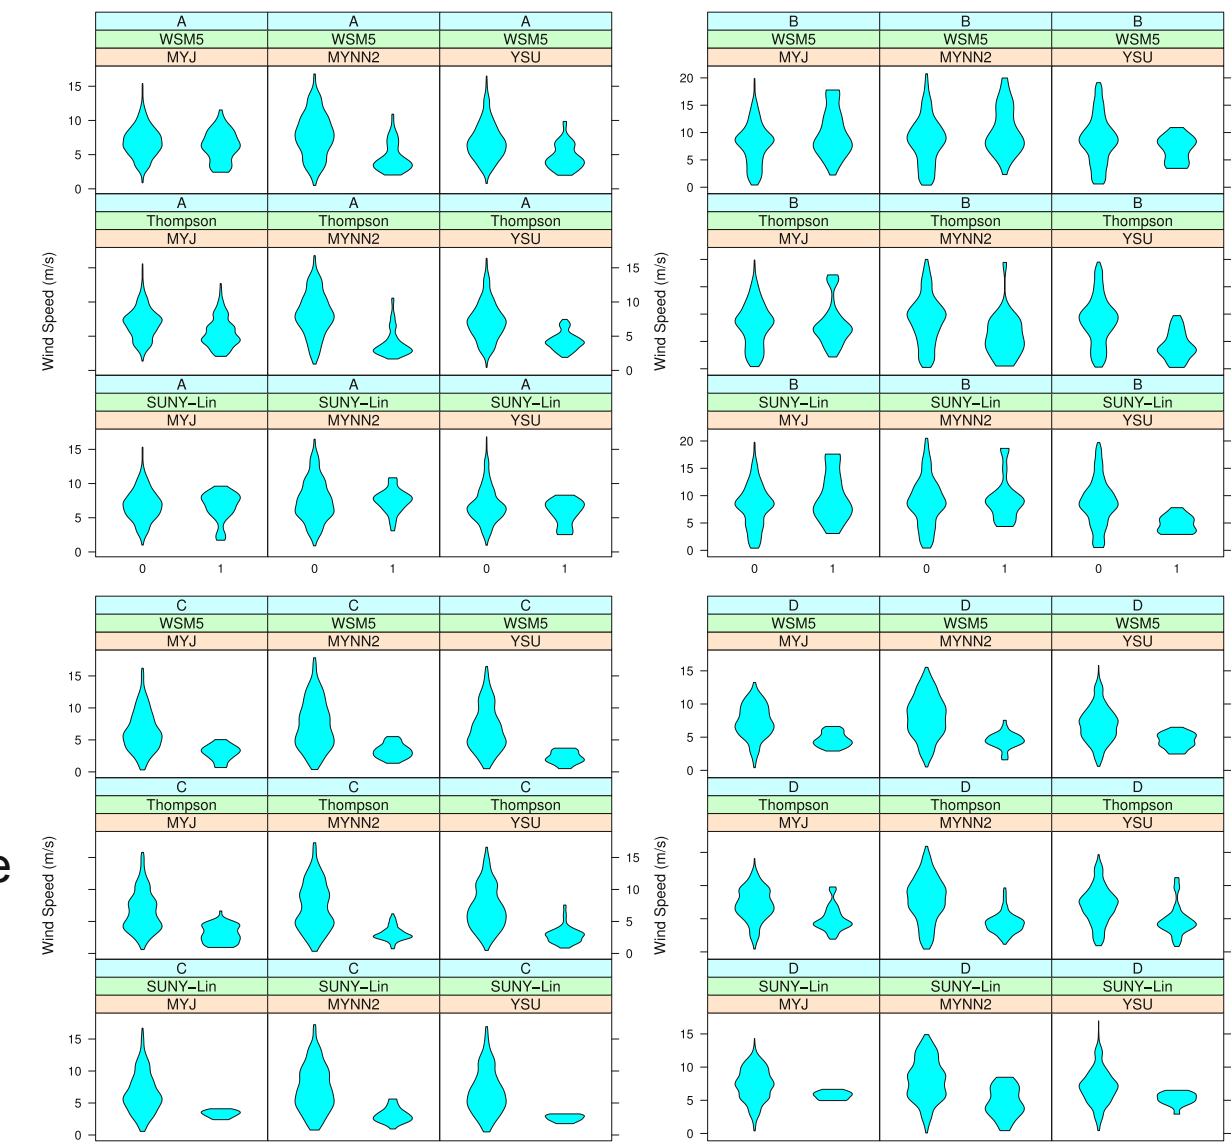 A A A
WSM5 WSM5 WSM5
MYJ MYNN2 YSU
15
10
5
0
A A A
Thompson Thompson Thompson
MYJ MYNN2 YSU
Wind Speed (m/s)
15
10
5
0
A A A
SUNY−Lin SUNY−Lin SUNY−Lin
MYJ MYNN2 YSU
15
10
5
0
0 1 0 1 0 1
B B B
WSM5 WSM5 WSM5
MYJ MYNN2 YSU
20
15
10
5
0
B B B
Thompson Thompson Thompson
MYJ MYNN2 YSU
Wind Speed (m/s)
B B B
SUNY−Lin SUNY−Lin SUNY−Lin
MYJ MYNN2 YSU
20
15
10
5
0
0 1 0 1 0 1
C C C
WSM5 WSM5 WSM5
MYJ MYNN2 YSU
15
10
5
0
C C C
Thompson Thompson Thompson
MYJ MYNN2 YSU
e
Wind Speed (m/s)
15
10
5
0
C C C
SUNY−Lin SUNY−Lin SUNY−Lin
MYJ MYNN2 YSU
15
10
5
0
D D D
WSM5 WSM5 WSM5
MYJ MYNN2 YSU
15
10
5
0
D D D
Thompson Thompson Thompson
MYJ MYNN2 YSU
Wind Speed (m/s)
D D D
SUNY−Lin SUNY−Lin SUNY−Lin
MYJ MYNN2 YSU
15
10
5
0